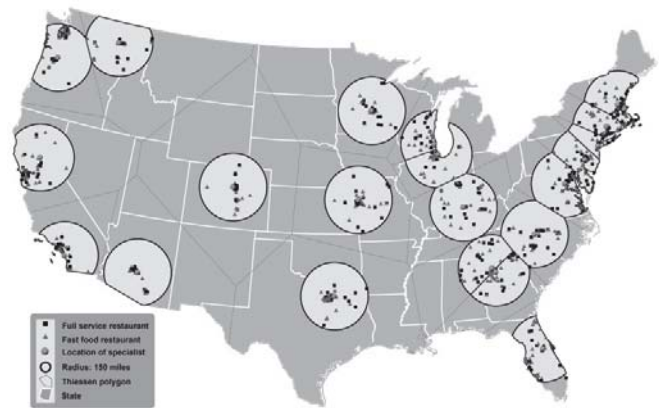 Full service restaurant
Fast food restaurant
Location of specialist
Radius: 150 miles
Thiessen polygon
State